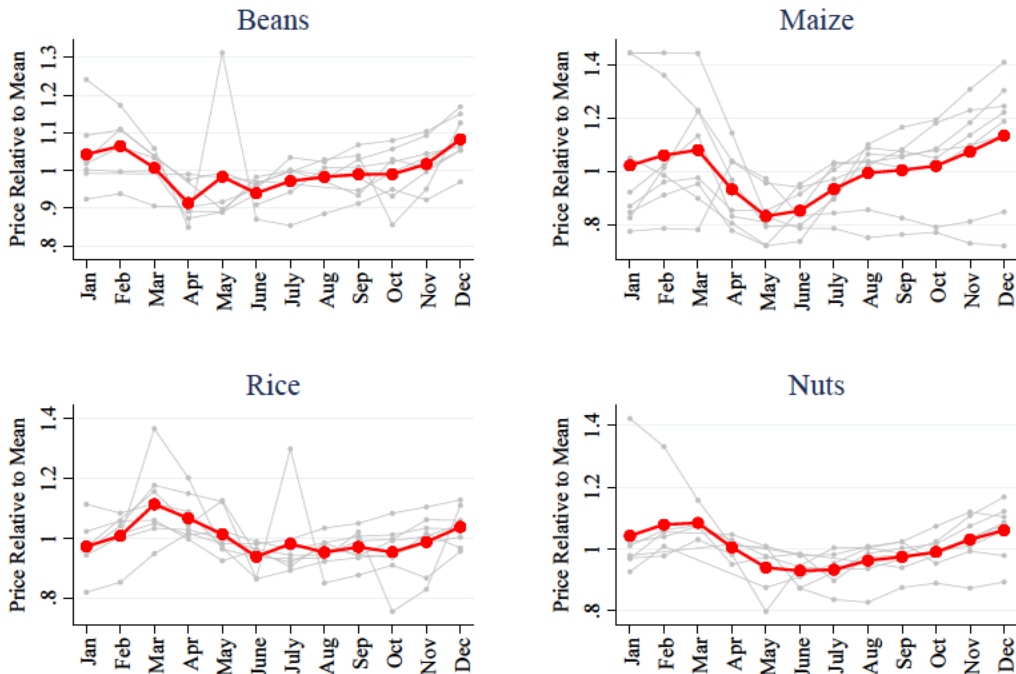 Beans
Price Relative to Mean
1.3
1.2
1.1
1
.9
.8
Jan
Feb
Mar
Apr
May
June
July
Aug
Sep
Oct
Nov
Dec
Maize
Price Relative to Mean
1.4
1.2
1
.8
Jan
Feb
Mar
Apr
May
June
July
Aug
Sep
Oct
Nov
Dec
Rice
Price Relative to Mean
1.4
1.2
1
.8
Jan
Feb
Mar
Apr
May
June
July
Aug
Sep
Oct
Nov
Dec
Nuts
Price Relative to Mean
1.4
1.2
1
.8
Jan
Feb
Mar
Apr
May
June
July
Aug
Sep
Oct
Nov
Dec